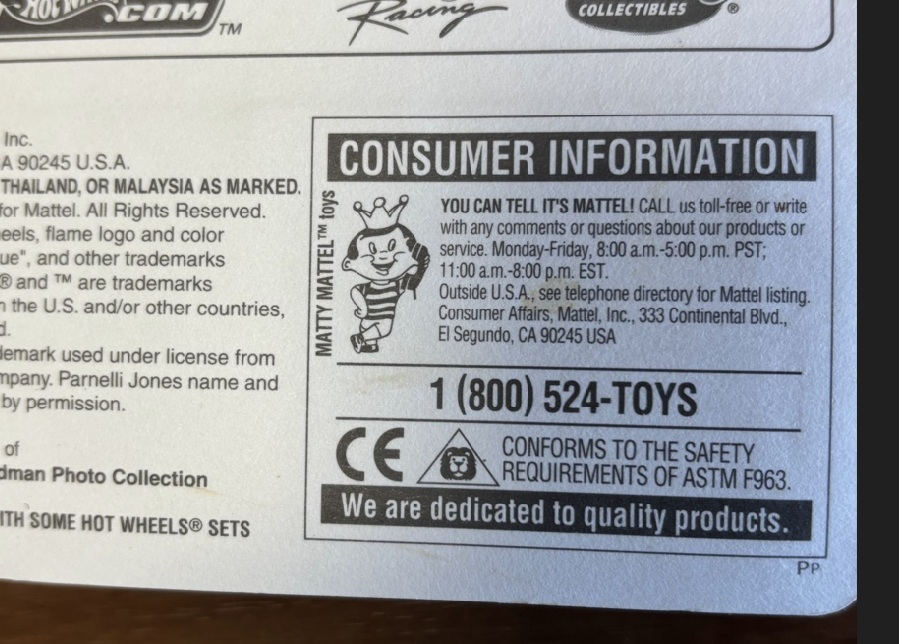 HOT WHEELS
.COM
TM
Racing
COLLECTIBLES
®
Inc.
A 90245 U.S.A.
THAILAND, OR MALAYSIA AS MARKED.
for Mattel. All Rights Reserved.
eels, flame logo and color
ue", and other trademarks
® and ™ are trademarks
n the U.S. and/or other countries,
d.
demark used under license from
mpany. Parnelli Jones name and
by permission.
of
dman Photo Collection
ITH SOME HOT WHEELS® SETS
CONSUMER INFORMATION
MATTY MATTEL™ toys
YOU CAN TELL IT'S MATTEL! CALL us toll-free or write
with any comments or questions about our products or
service. Monday-Friday, 8:00 a.m.-5:00 p.m. PST;
11:00 a.m.-8:00 p.m. EST.
Outside U.S.A., see telephone directory for Mattel listing.
Consumer Affairs, Mattel, Inc., 333 Continental Blvd.,
El Segundo, CA 90245 USA
1 (800) 524-TOYS
CE
CONFORMS TO THE SAFETY
REQUIREMENTS OF ASTM F963.
We are dedicated to quality products.
PP